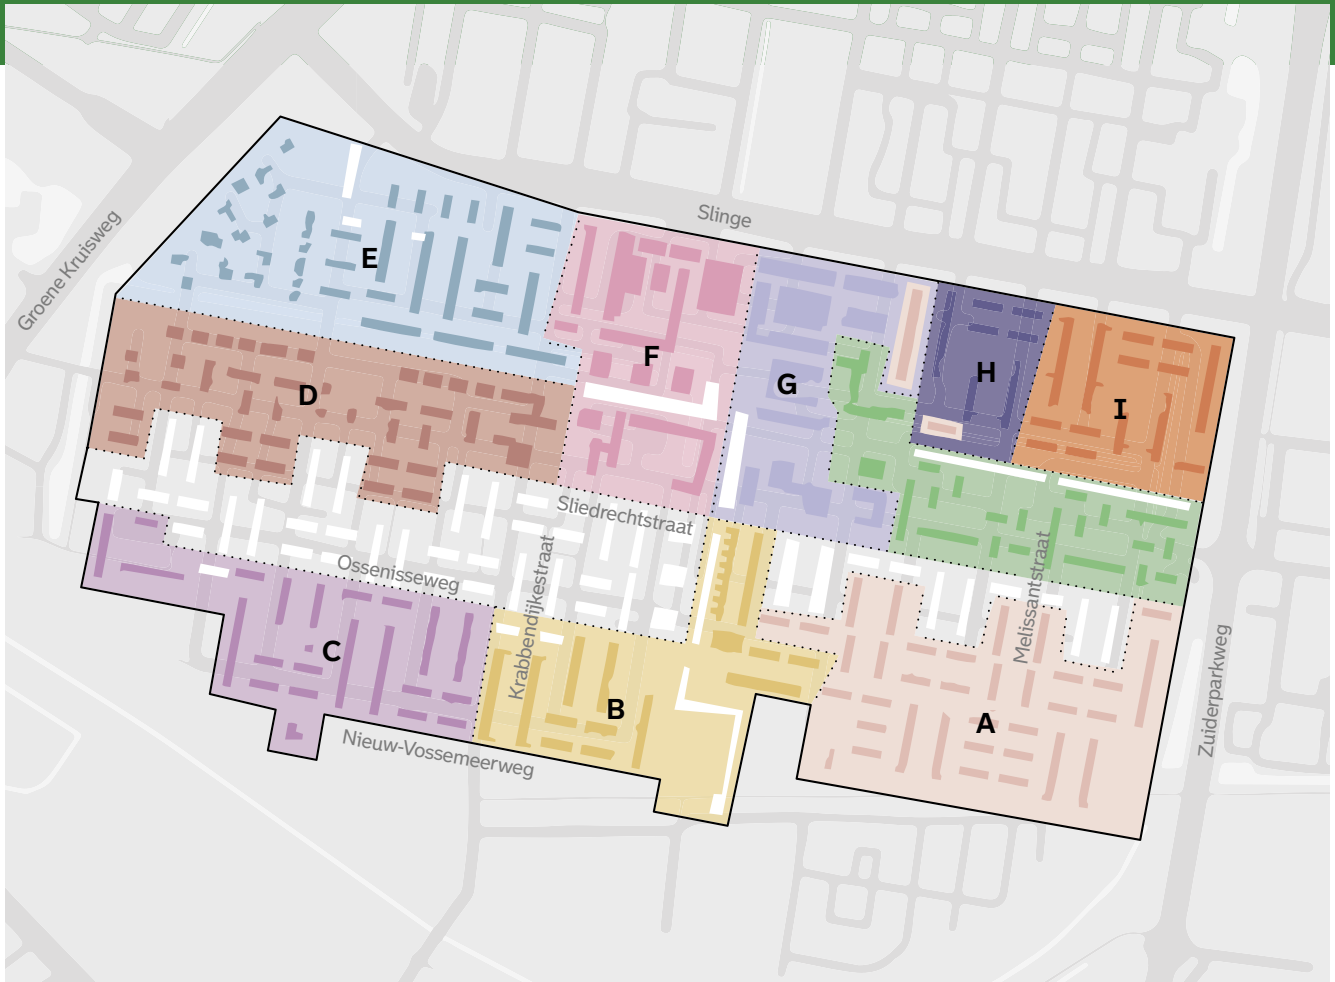 Slinge
Groene Kruisweg
E
F
H
G
D
I
Sliedrechtstraat
Ossenisseweg
Krabbendijkestraat
Melissantstraat
C
B
A
Zuiderparkweg
Nieuw-Vossemeerweg